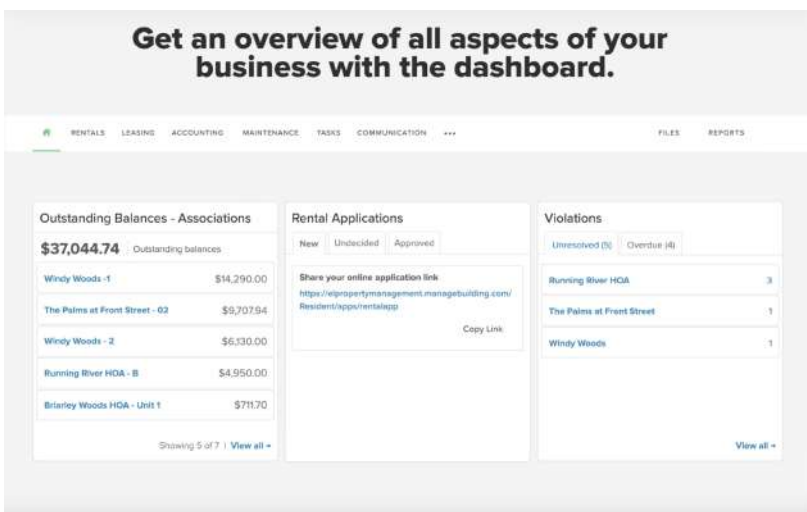 Get an overview of all aspects of your
business with the dashboard.
RENTALS LEASING ACCOUNTING MAINTENANCE TASKS COMMUNICATION ••• FILES REPORTS
Outstanding Balances - Associations
$37,044.74 Outstanding balances
Windy Woods -1 $14,290.00
The Palms at Front Street - 02 $9,707.94
Windy Woods - 2 $6,130.00
Running River HOA - B $4,950.00
Briarley Woods HOA - Unit 1 $711.70
Showing 5 of 7 | View all →
Rental Applications
New Undecided Approved
Share your online application link
https://elpropertymanagement.managebuilding.com/
Resident/apps/rentalapp
Copy Link
Violations
Unresolved (5) Overdue (4)
Running River HOA 3
The Palms at Front Street 1
Windy Woods 1
View all →